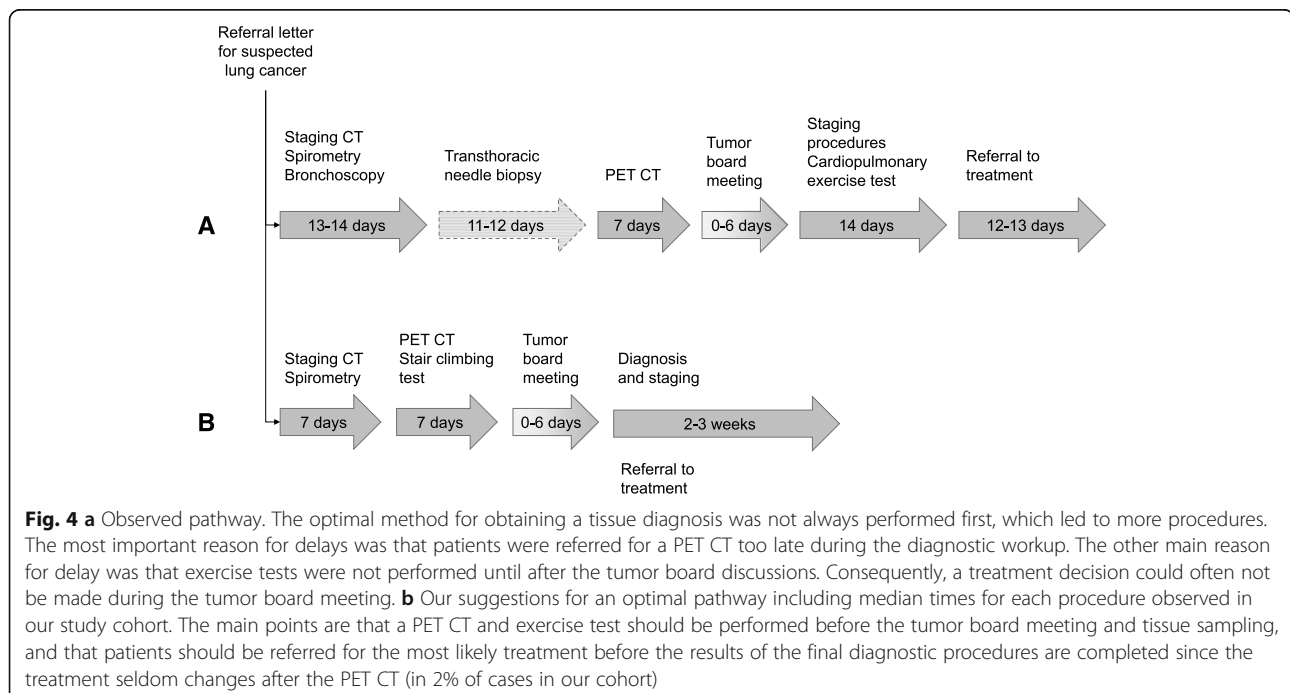 Referral letter
for suspected
lung cancer
Staging CT
Spirometry
Bronchoscopy
Transthoracic
needle biopsy
PET CT
Tumor
board
meeting
Staging
procedures
Cardiopulmonary
exercise test
Referral to
treatment
A
13-14 days
11-12 days
7 days
0-6 days
14 days
12-13 days
Staging CT
Spirometry
PET CT
Stair climbing
test
Tumor
board
meeting
Diagnosis
and staging
B
7 days
7 days
0-6 days
2-3 weeks
Referral to
treatment
Fig. 4 a Observed pathway. The optimal method for obtaining a tissue diagnosis was not always performed first, which led to more procedures.
The most important reason for delays was that patients were referred for a PET CT too late during the diagnostic workup. The other main reason
for delay was that exercise tests were not performed until after the tumor board discussions. Consequently, a treatment decision could often not
be made during the tumor board meeting. b Our suggestions for an optimal pathway including median times for each procedure observed in
our study cohort. The main points are that a PET CT and exercise test should be performed before the tumor board meeting and tissue sampling,
and that patients should be referred for the most likely treatment before the results of the final diagnostic procedures are completed since the
treatment seldom changes after the PET CT (in 2% of cases in our cohort)